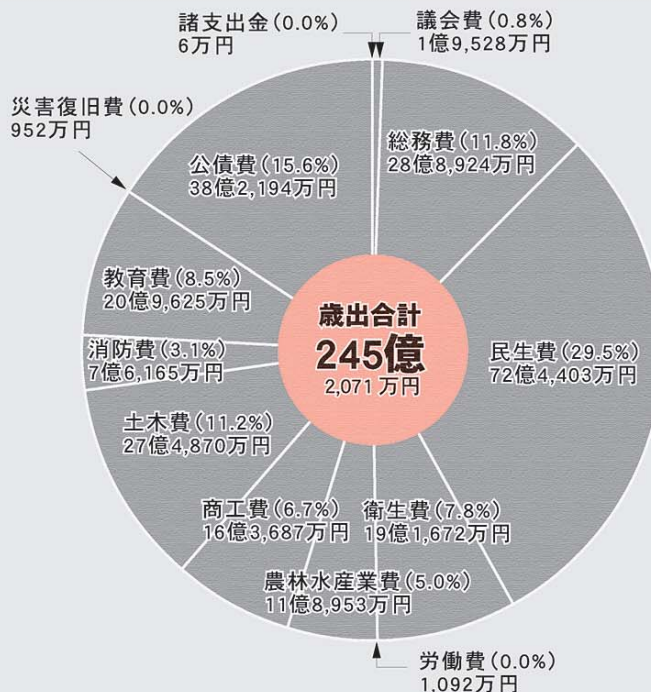 諸支出金(0.0%)
6万円
議会費(0.8%)
1億9,528万円
総務費(11.8%)
28億8,924万円
民生費(29.5%)
72億4,403万円
衛生費(7.8%)
19億1,672万円
労働費(0.0%)
1,092万円
農林水産業費(5.0%)
11億8,953万円
商工費(6.7%)
16億3,687万円
土木費(11.2%)
27億4,870万円
消防費(3.1%)
7億6,165万円
教育費(8.5%)
20億9,625万円
災害復旧費(0.0%)
952万円
公債費(15.6%)
38億2,194万円
歳出合計
245億
2,071万円